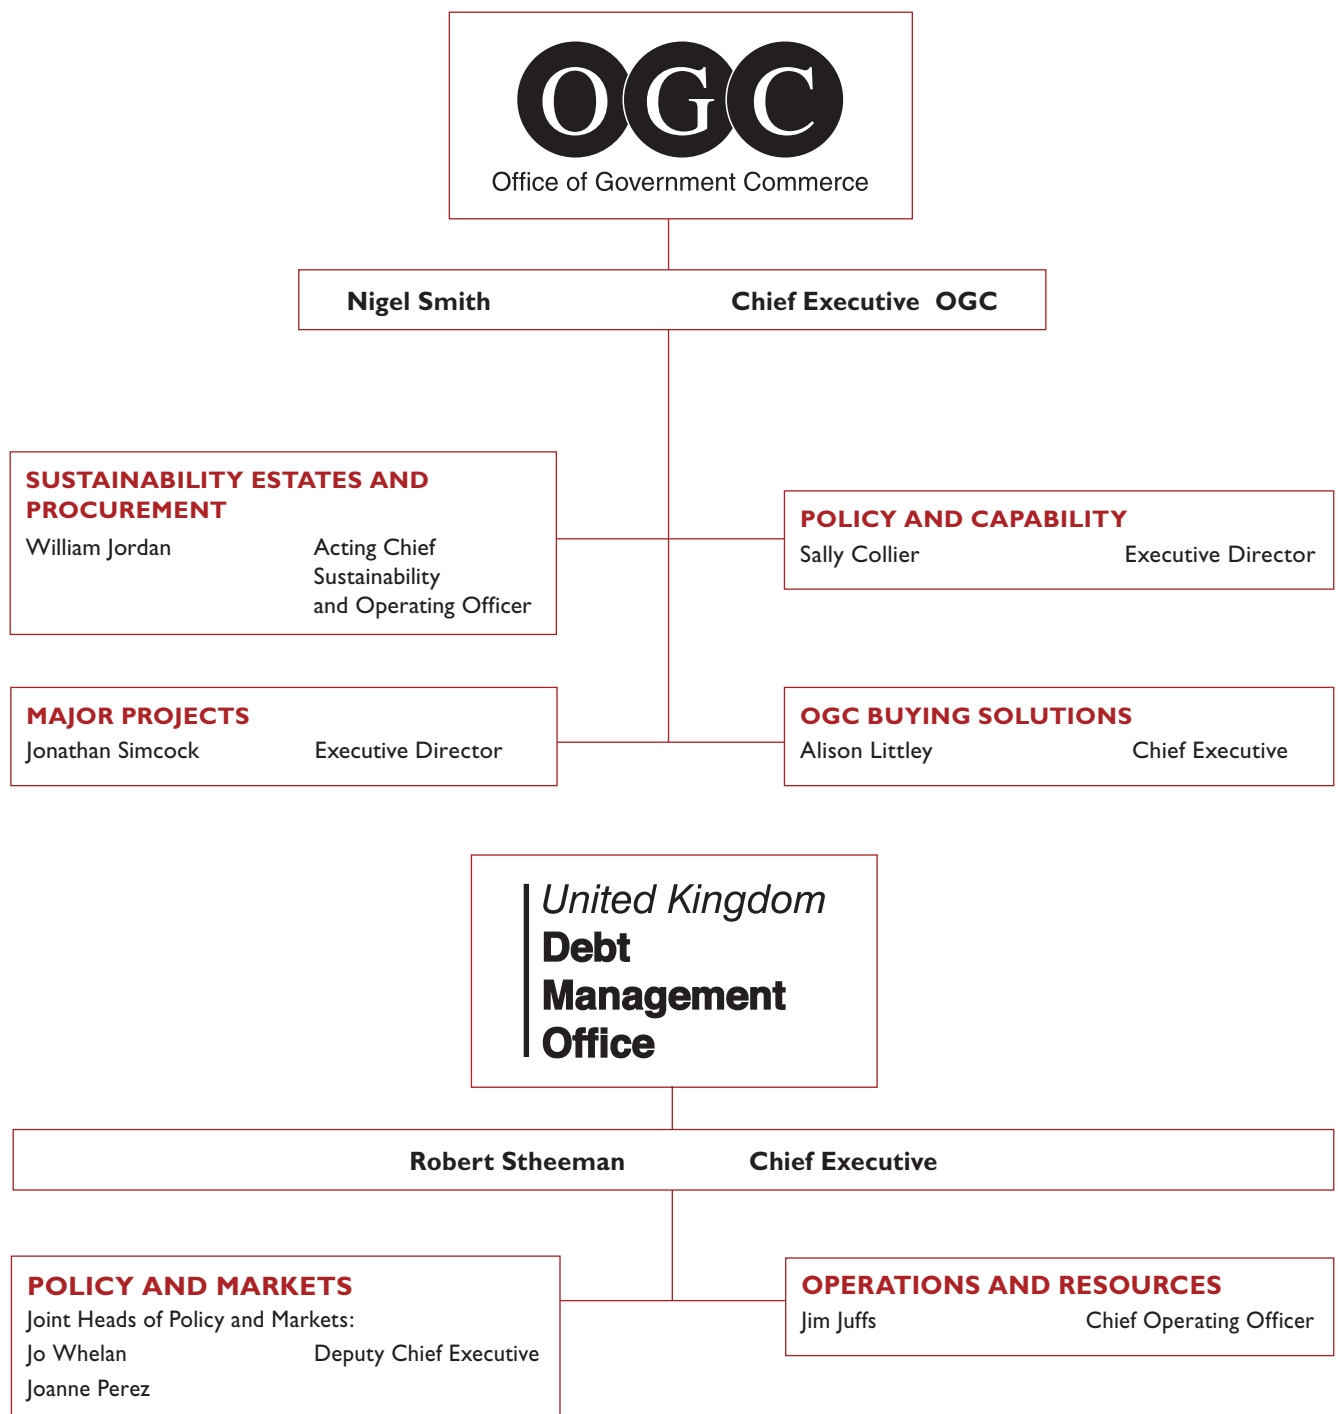 OGC
Office of Government Commerce
Nigel Smith Chief Executive OGC
SUSTAINABILITY ESTATES AND
PROCUREMENT
William Jordan Acting Chief
Sustainability
and Operating Officer
POLICY AND CAPABILITY
Sally Collier Executive Director
MAJOR PROJECTS
Jonathan Simcock Executive Director
OGC BUYING SOLUTIONS
Alison Littley Chief Executive
United Kingdom
Debt
Management
Office
Robert Stheeman Chief Executive
POLICY AND MARKETS
Joint Heads of Policy and Markets:
Jo Whelan Deputy Chief Executive
Joanne Perez
OPERATIONS AND RESOURCES
Jim Juffs Chief Operating Officer